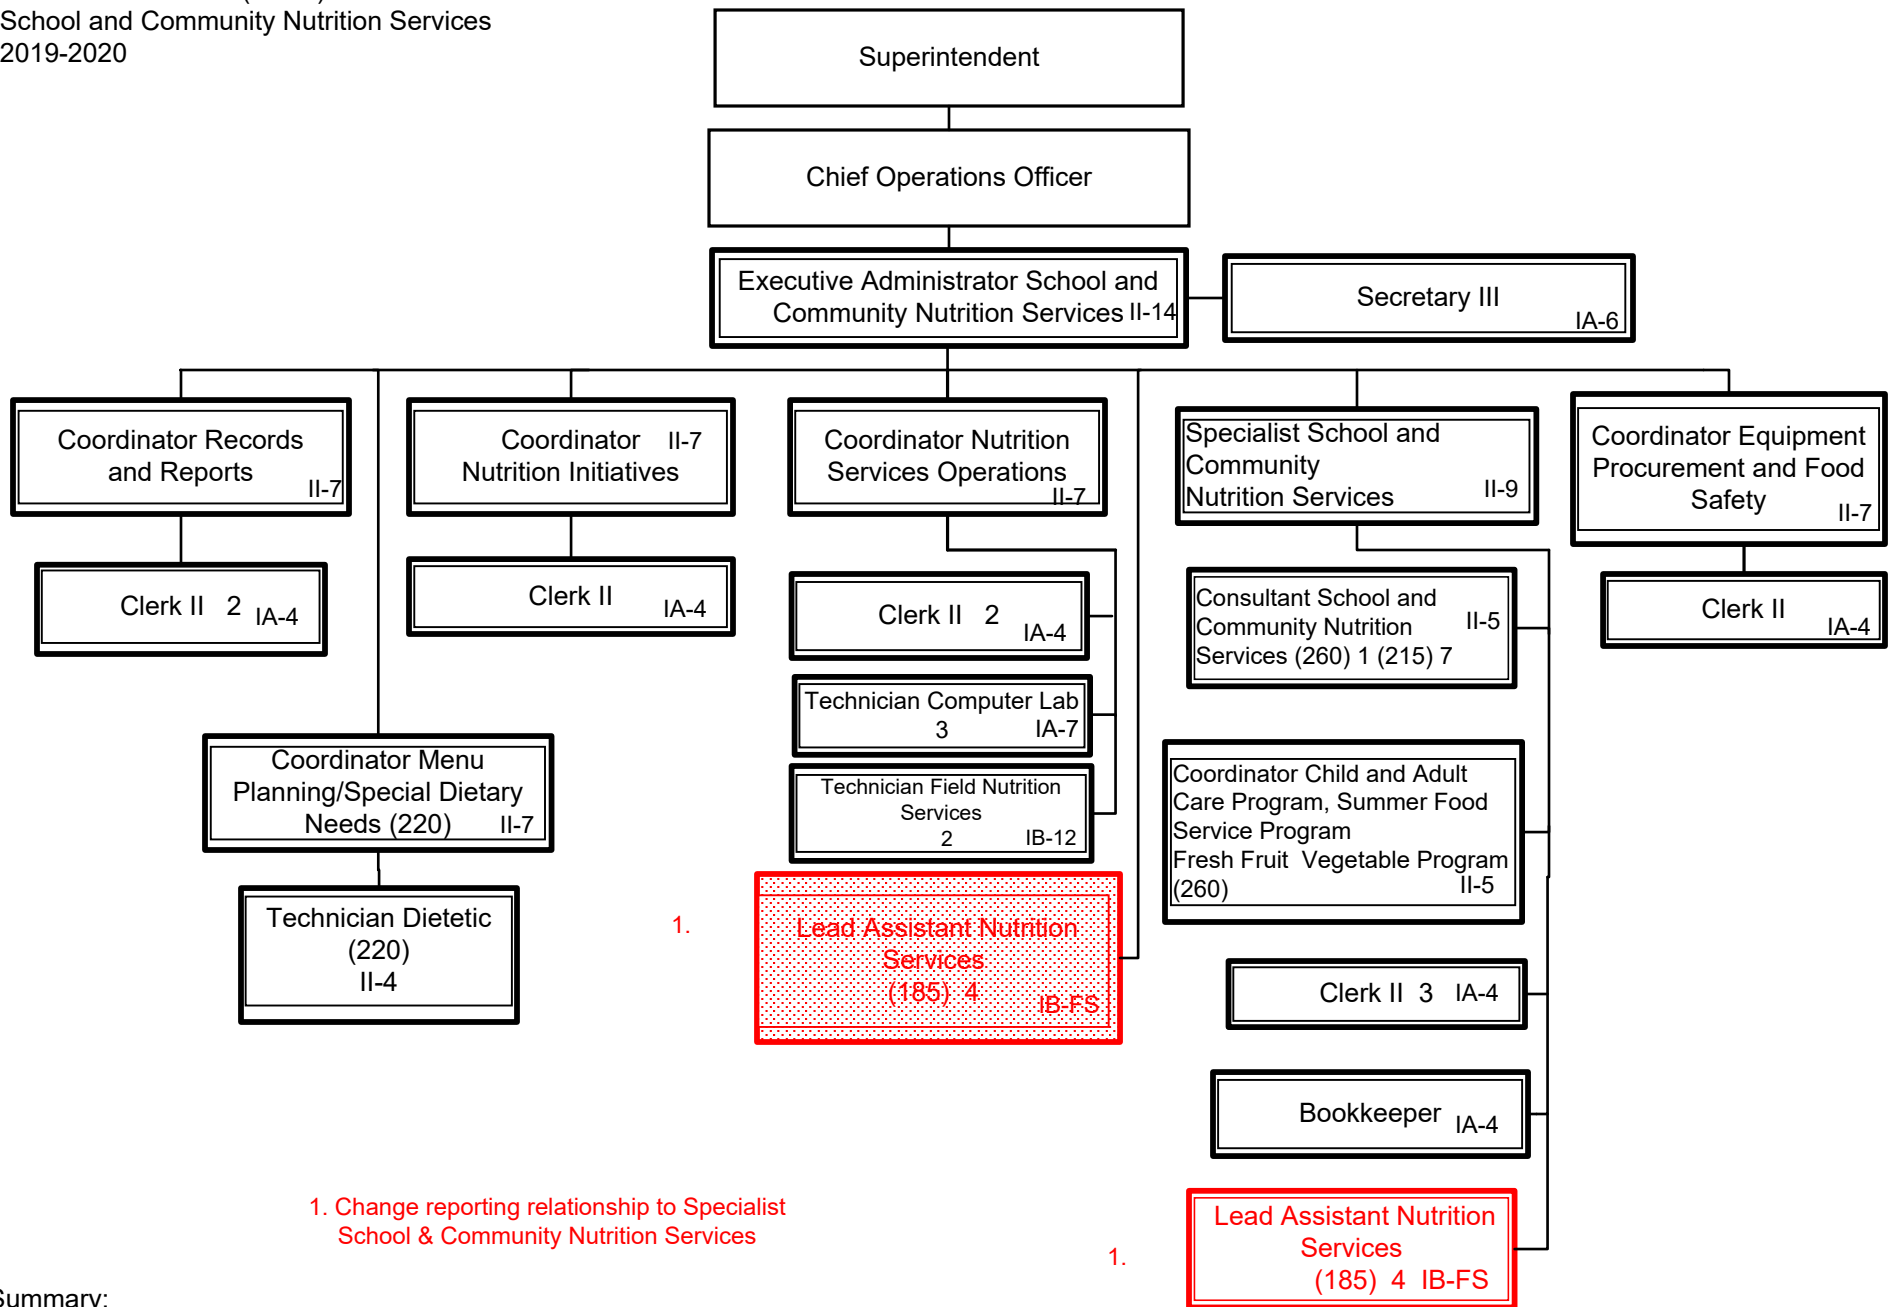 School and Community Nutrition Services
2019-2020
Superintendent
Chief Operations Officer
Executive Administrator School and
Community Nutrition Services II-14
Secretary III
IA-6
Coordinator Records
and Reports
II-7
Coordinator II-7
Nutrition Initiatives
Coordinator Nutrition
Services Operations
II-7
Specialist School and
Community
Nutrition Services II-9
Coordinator Equipment
Procurement and Food
Safety
II-7
Clerk II 2 IA-4
Clerk II
IA-4
Clerk II 2
IA-4
Technician Computer Lab
3 IA-7
Technician Field Nutrition
Services
2 IB-12
Consultant School and
Community Nutrition II-5
Services (260) 1 (215) 7
Clerk II
IA-4
Coordinator Menu
Planning/Special Dietary
Needs (220) II-7
Technician Dietetic
(220)
II-4
Coordinator Child and Adult
Care Program, Summer Food
Service Program
Fresh Fruit Vegetable Program
(260) II-5
1.
Lead Assistant Nutrition
Services
(185) 4
IB-FS
Clerk II 3 IA-4
Bookkeeper IA-4
1. Change reporting relationship to Specialist
School & Community Nutrition Services
1.
Lead Assistant Nutrition
Services
(185) 4 IB-FS
Summary: